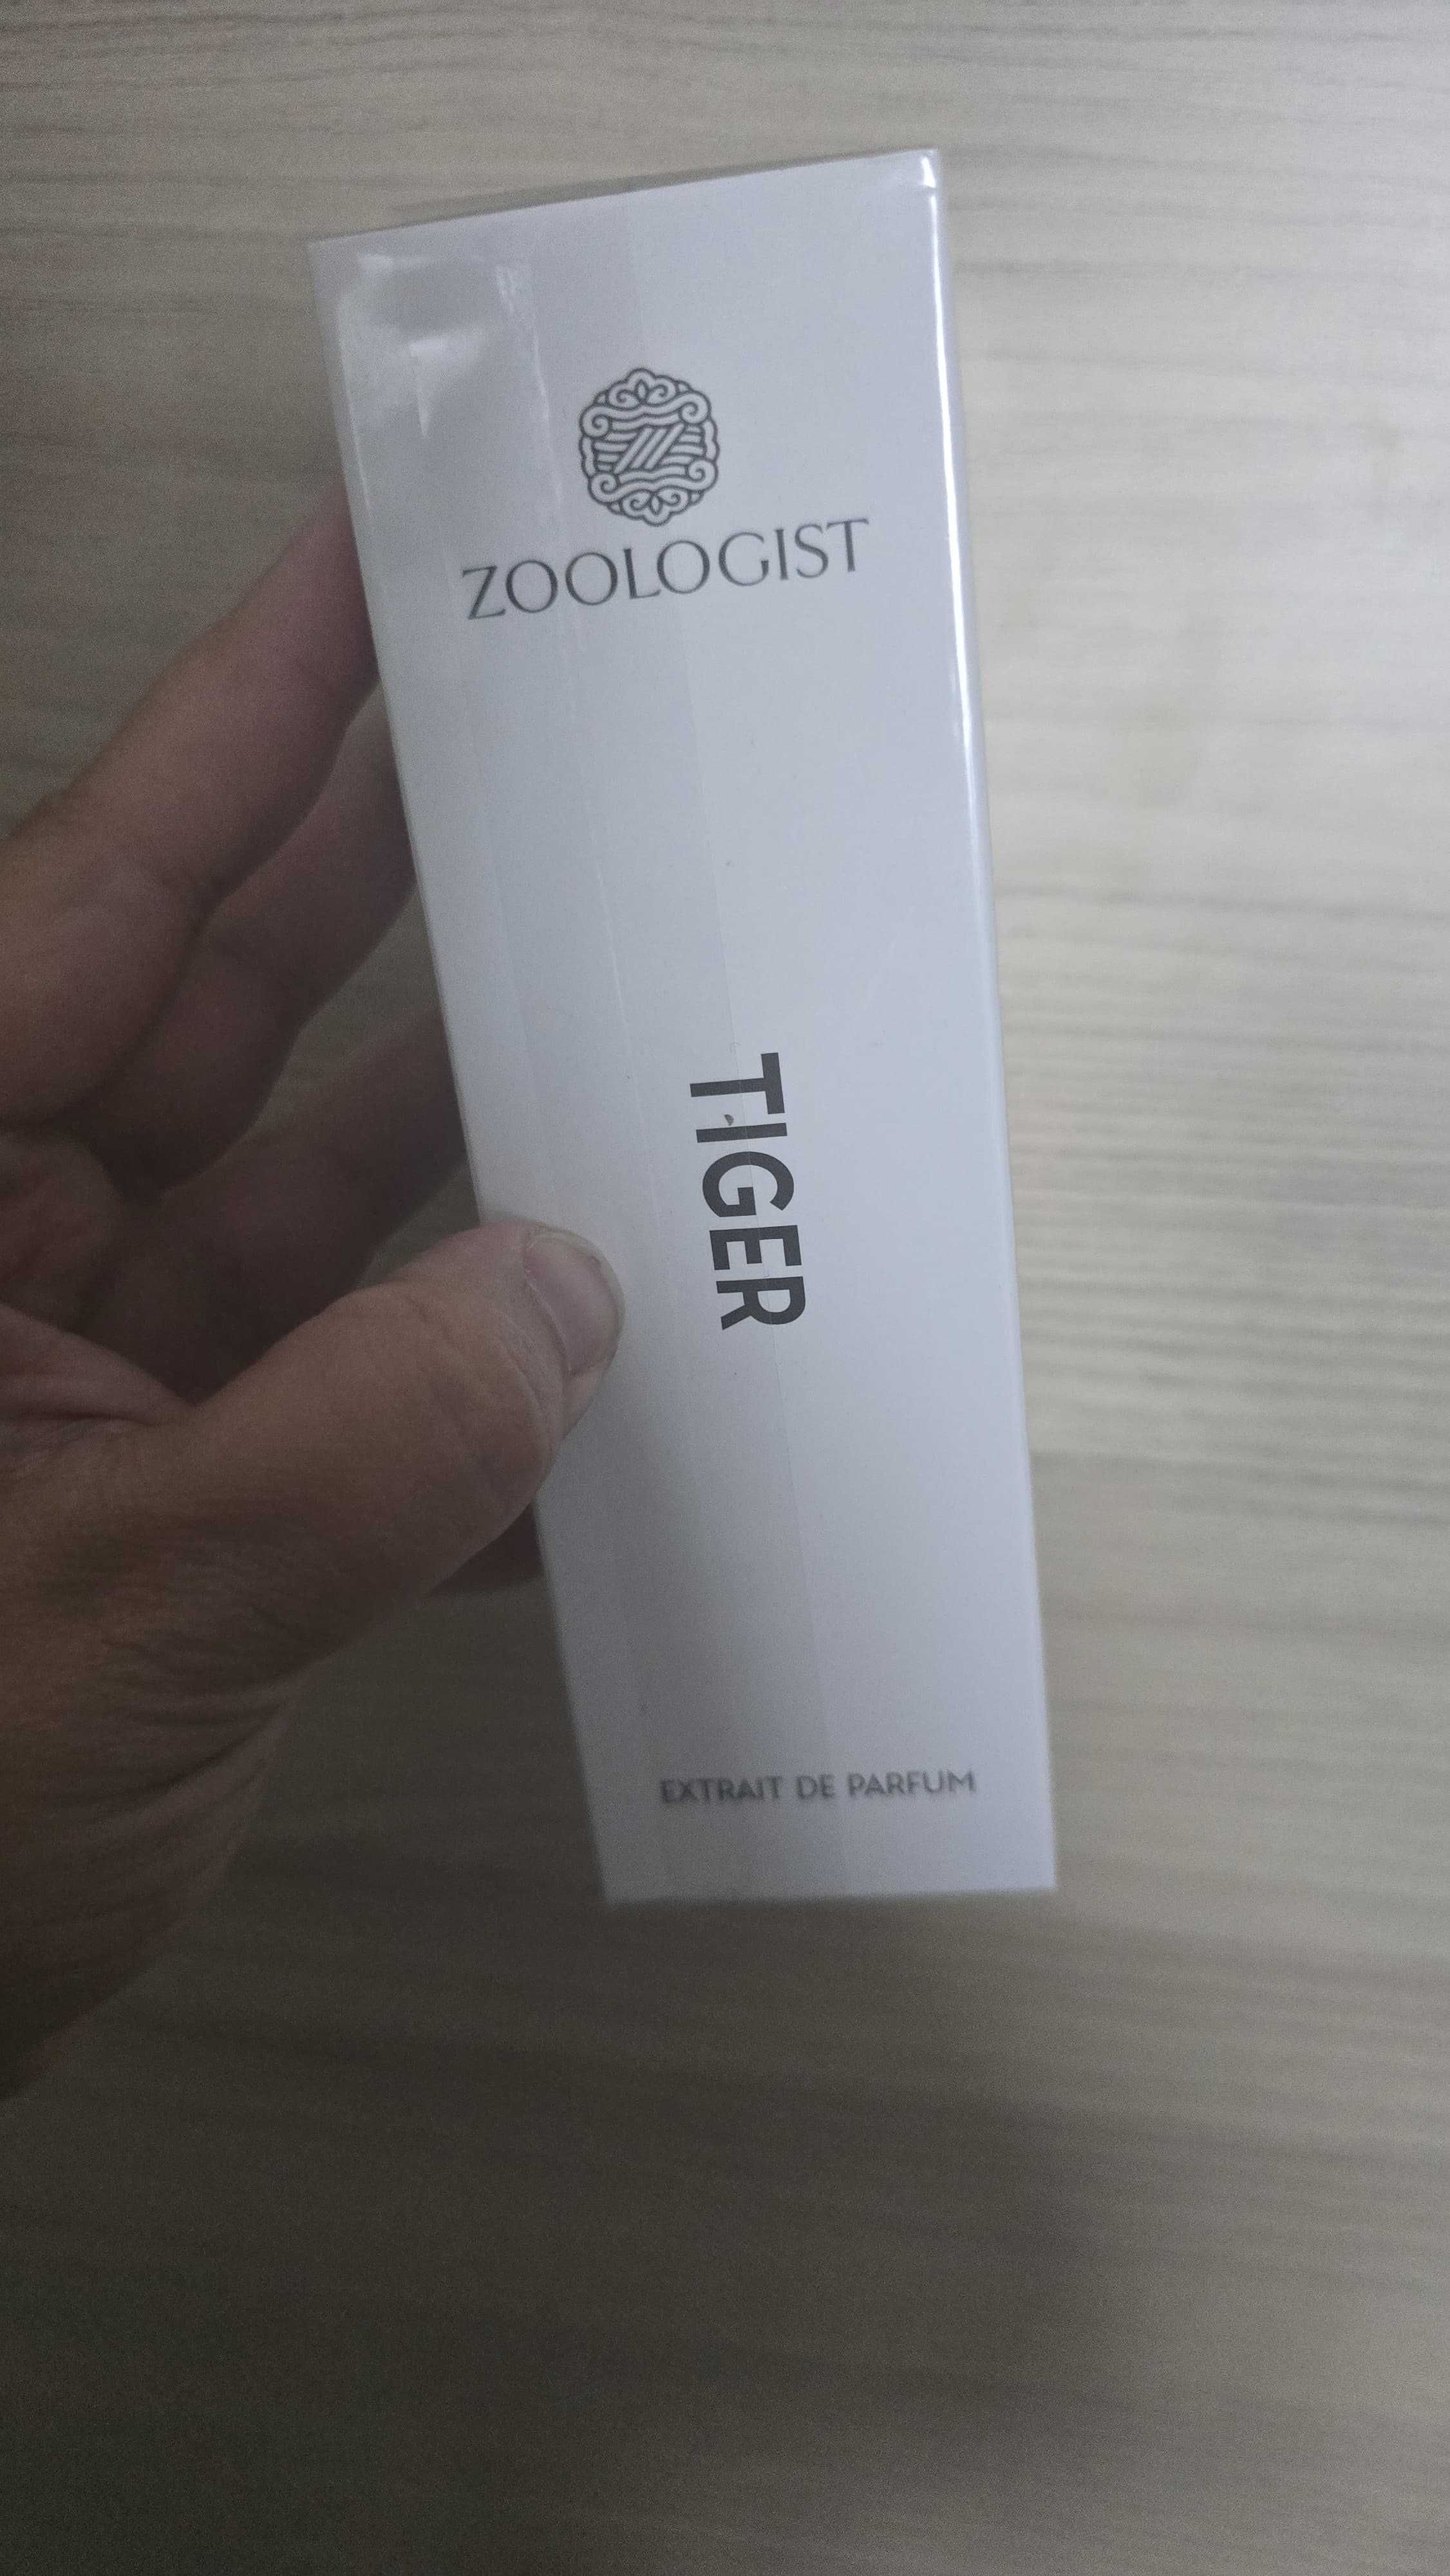 ZOOLOGIST
TIGER
EXTRAIT DE PARFUM